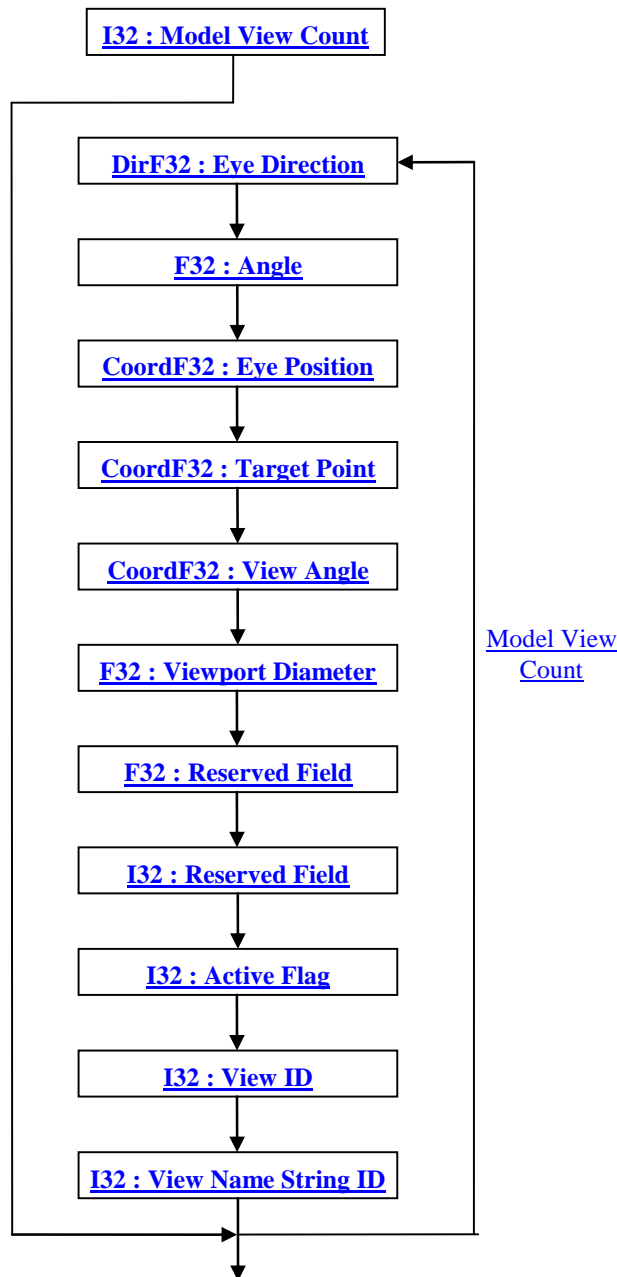 I32 : Model View Count
DirF32 : Eye Direction
F32 : Angle
CoordF32 : Eye Position
CoordF32 : Target Point
CoordF32 : View Angle
F32 : Viewport Diameter
Model View
Count
F32 : Reserved Field
I32 : Reserved Field
I32 : Active Flag
I32 : View ID
I32 : View Name String ID